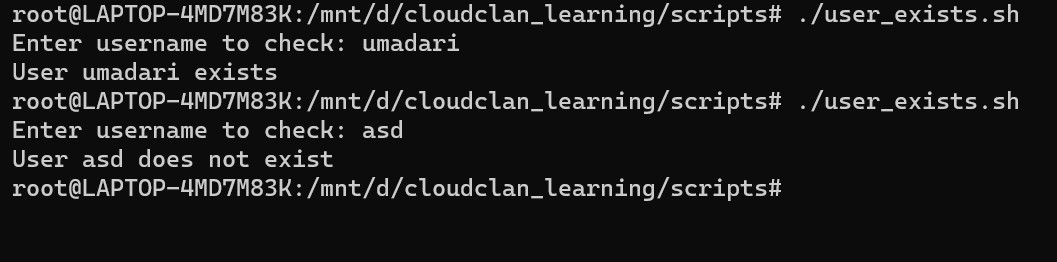 root@LAPTOP-4MD7M83K:/mnt/d/cloudclan_learning/scripts# ./user_exists.sh
Enter username to check: umadari
User umadari exists
root@LAPTOP-4MD7M83K:/mnt/d/cloudclan_learning/scripts# ./user_exists.sh
Enter username to check: asd
User asd does not exist
root@LAPTOP-4MD7M83K:/mnt/d/cloudclan_learning/scripts#